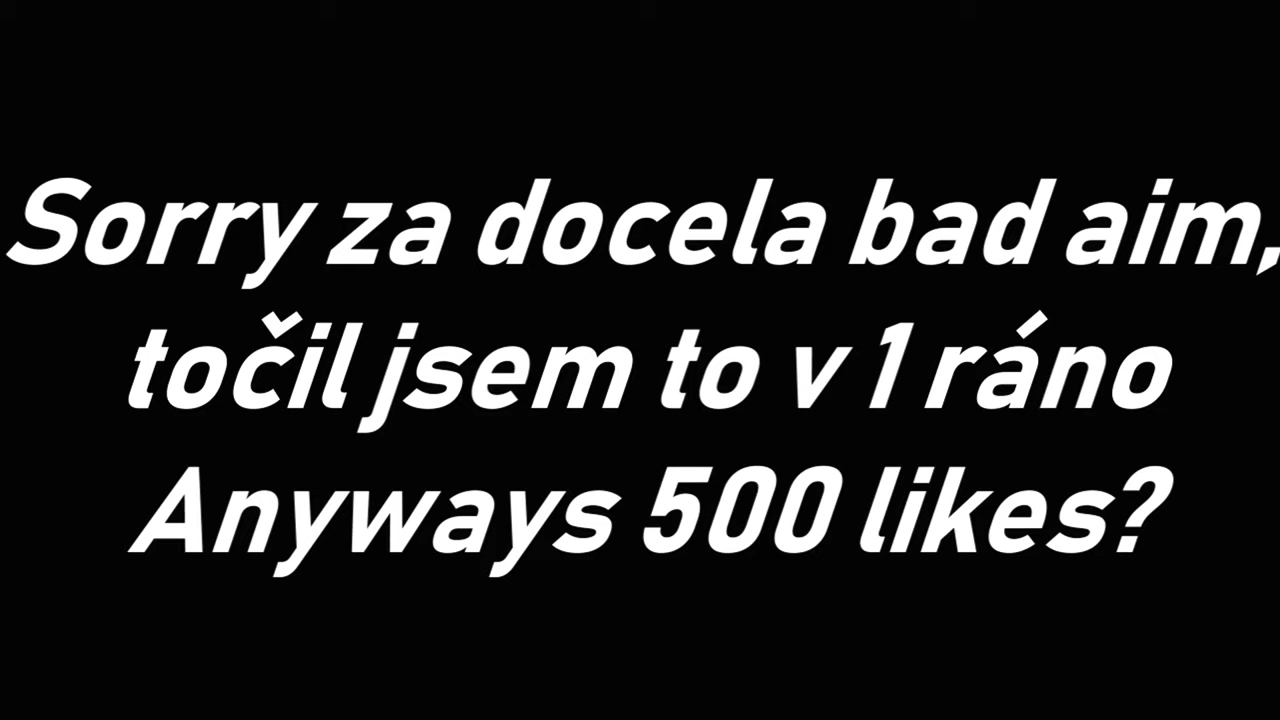 Sorry za docela bad aim,
točil jsem to v 1 ráno
Anyways 500 likes?